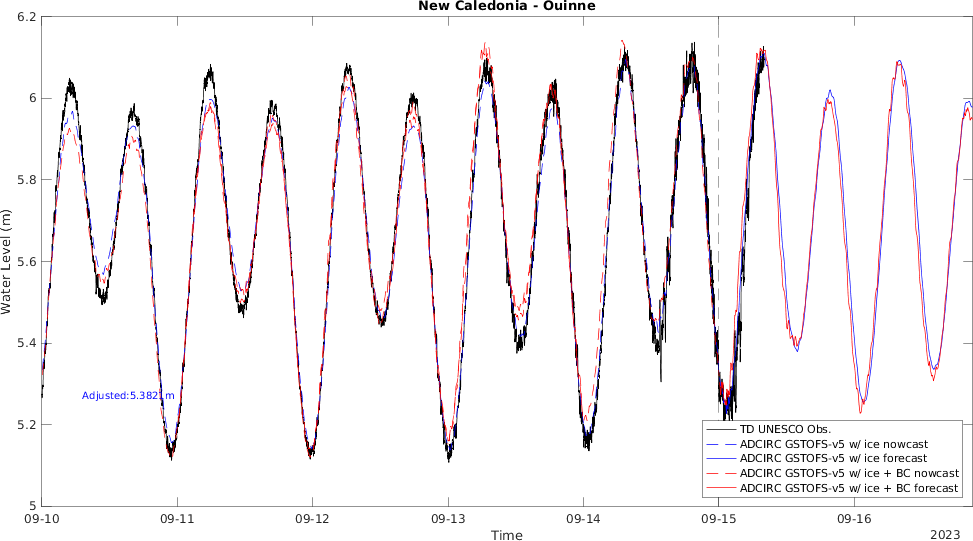 New Caledonia - Ouinne
6.2
6
5.8
5.6
5.4
5.2
5
Water Level (m)
Adjusted:5.3821m
TD UNESCO Obs.
ADCIRC GSTOFS-v5 w/ ice nowcast
ADCIRC GSTOFS-v5 w/ ice forecast
ADCIRC GSTOFS-v5 w/ ice + BC nowcast
ADCIRC GSTOFS-v5 w/ ice + BC forecast
09-10 09-11 09-12 09-13 09-14 09-15 09-16
Time
2023